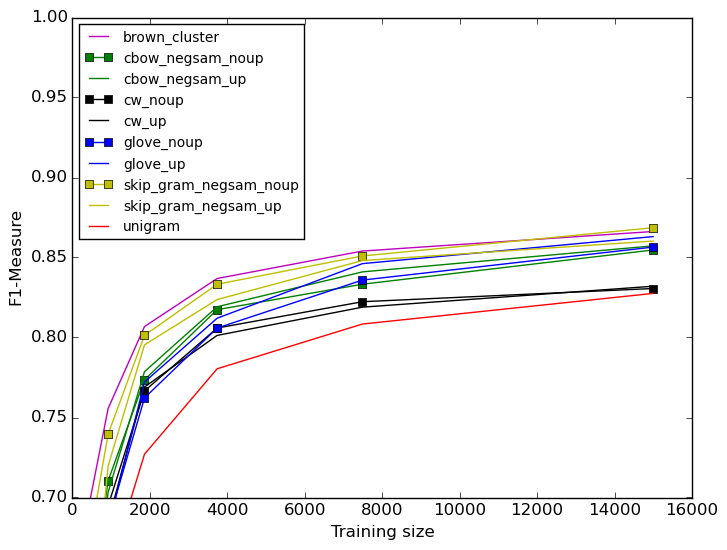 1.00
0.95
0.90
0.85
0.80
0.75
0.70
F1-Measure
brown_cluster
cbow_negsam_noup
cbow_negsam_up
cw_noup
cw_up
glove_noup
glove_up
skip_gram_negsam_noup
skip_gram_negsam_up
unigram
0 2000 4000 6000 8000 10000 12000 14000 16000
Training size